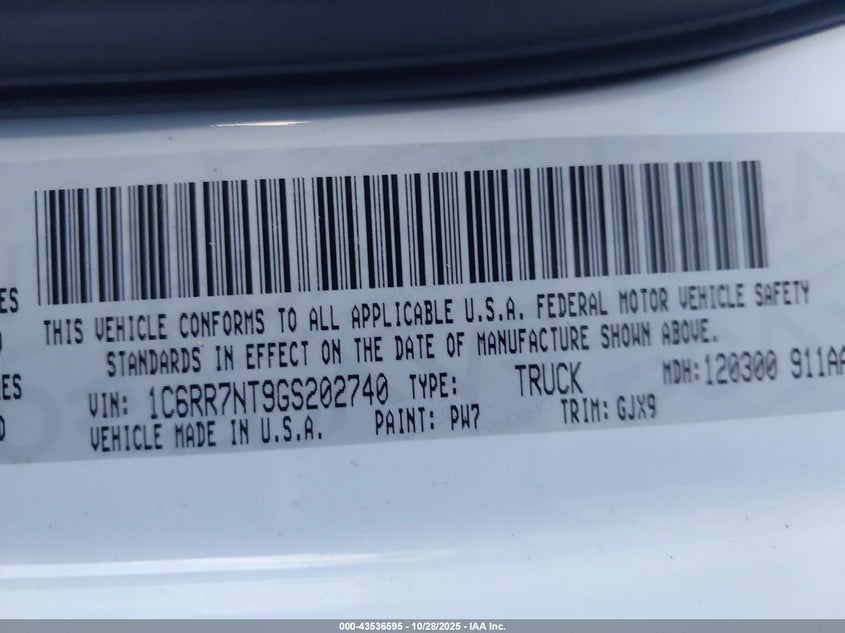 THIS VEHICLE CONFORMS TO ALL APPLICABLE U.S.A. FEDERAL MOTOR VEHICLE SAFETY
STANDARDS IN EFFECT ON THE DATE OF MANUFACTURE SHOWN ABOVE.
VIN: 1C6RR7NT9GS202740 TYPE: TRUCK MDH: 120300 911AA
VEHICLE MADE IN U.S.A. PAINT: PW7 TRIM: GJX9
000-43536595 - 10/28/2025 - IAA Inc.